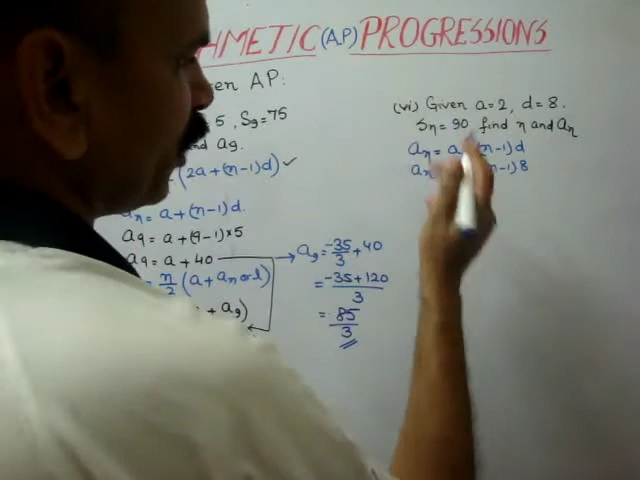 HMETIC (A.P) PROGRESSIONS
en AP:
5, S9 = 75
nd a9.
(2a + (n-1)d) ✓
an = a + (n-1)d.
a9 = a + (9-1)×5
a9 = a + 40
= n/2 (a + an or l)
+ a9)
→ a9 = -35/3 + 40
= -35 + 120 / 3
= 85/3
(vi) Given a = 2, d = 8.
Sn = 90 find n and an
an = a (n-1)d
an n-1) 8